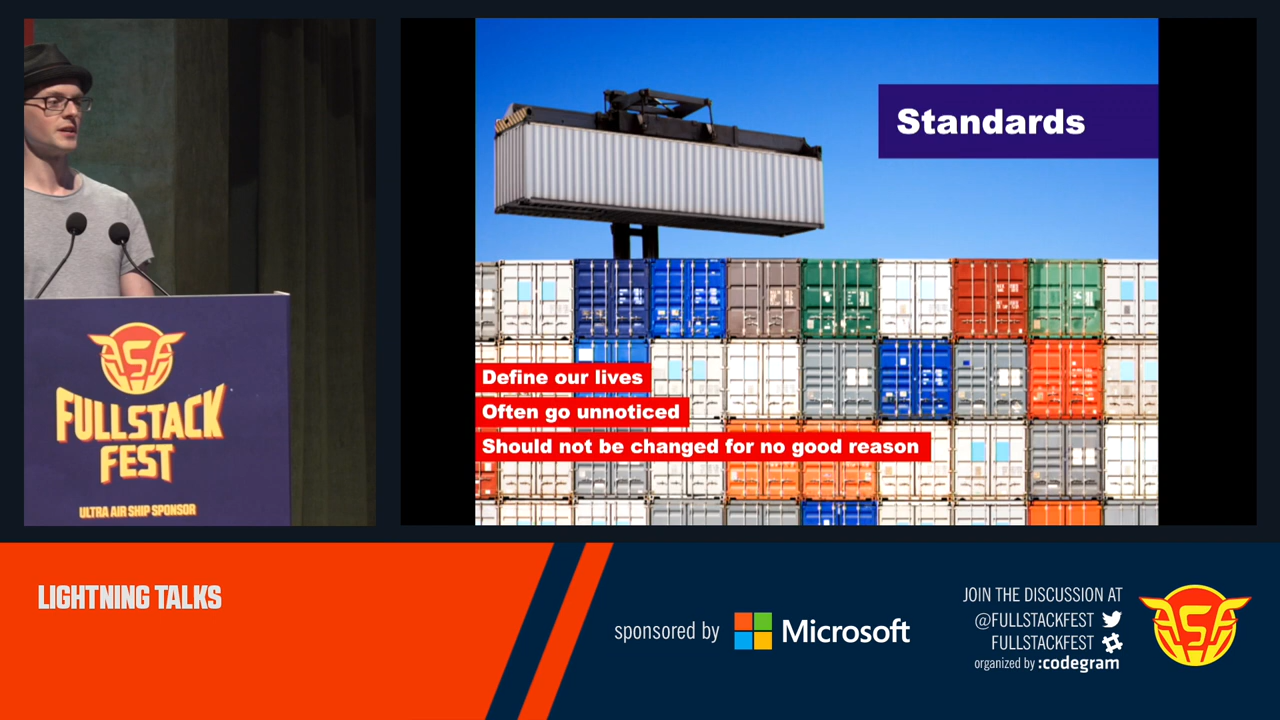 Standards
Define our lives
Often go unnoticed
Should not be changed for no good reason
FULLSTACK
FEST
ULTRA AIR SHIP SPONSOR
LIGHTNING TALKS
sponsored by
Microsoft
JOIN THE DISCUSSION AT
@FULLSTACKFEST
FULLSTACKFEST
organized by :codegram